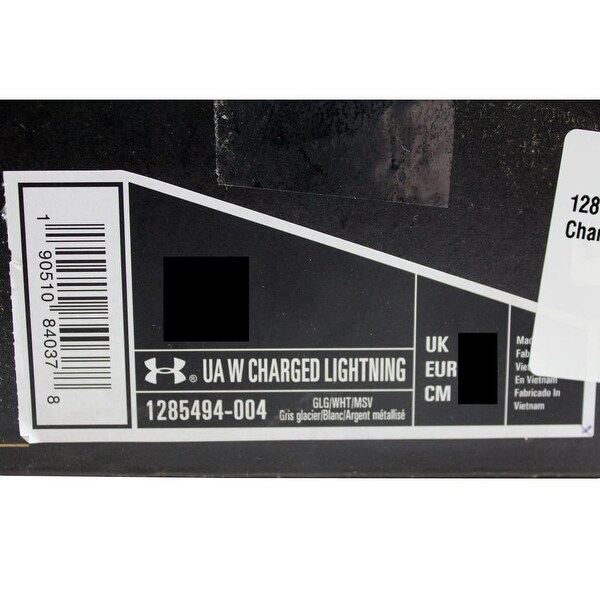 1 90510 84037 8
UA W CHARGED LIGHTNING
1285494-004
GLG/WHT/MSV
Gris glacier/Blanc/Argent métallisé
UK
EUR
CM
En Vietnam
Fabricado In
Vietnam
128